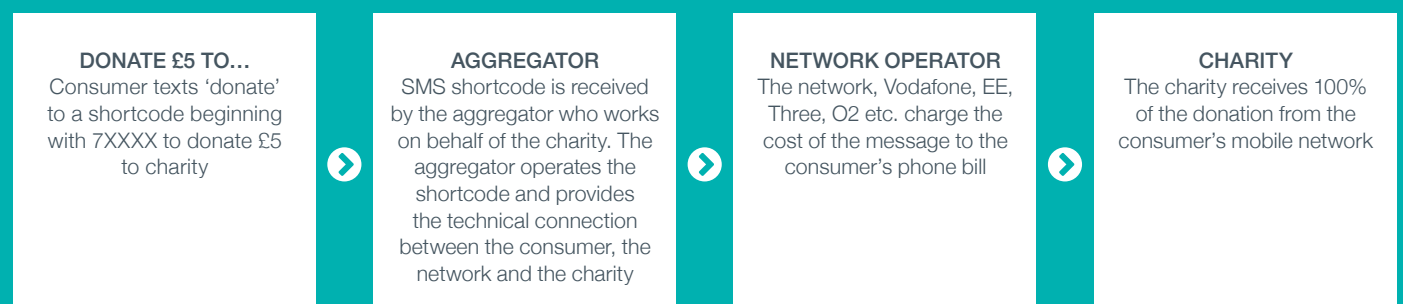 DONATE £5 TO…
Consumer texts ‘donate’
to a shortcode beginning
with 7XXXX to donate £5
to charity
AGGREGATOR
SMS shortcode is received
by the aggregator who works
on behalf of the charity. The
aggregator operates the
shortcode and provides
the technical connection
between the consumer, the
network and the charity
NETWORK OPERATOR
The network, Vodafone, EE,
Three, O2 etc. charge the
cost of the message to the
consumer’s phone bill
CHARITY
The charity receives 100%
of the donation from the
consumer’s mobile network